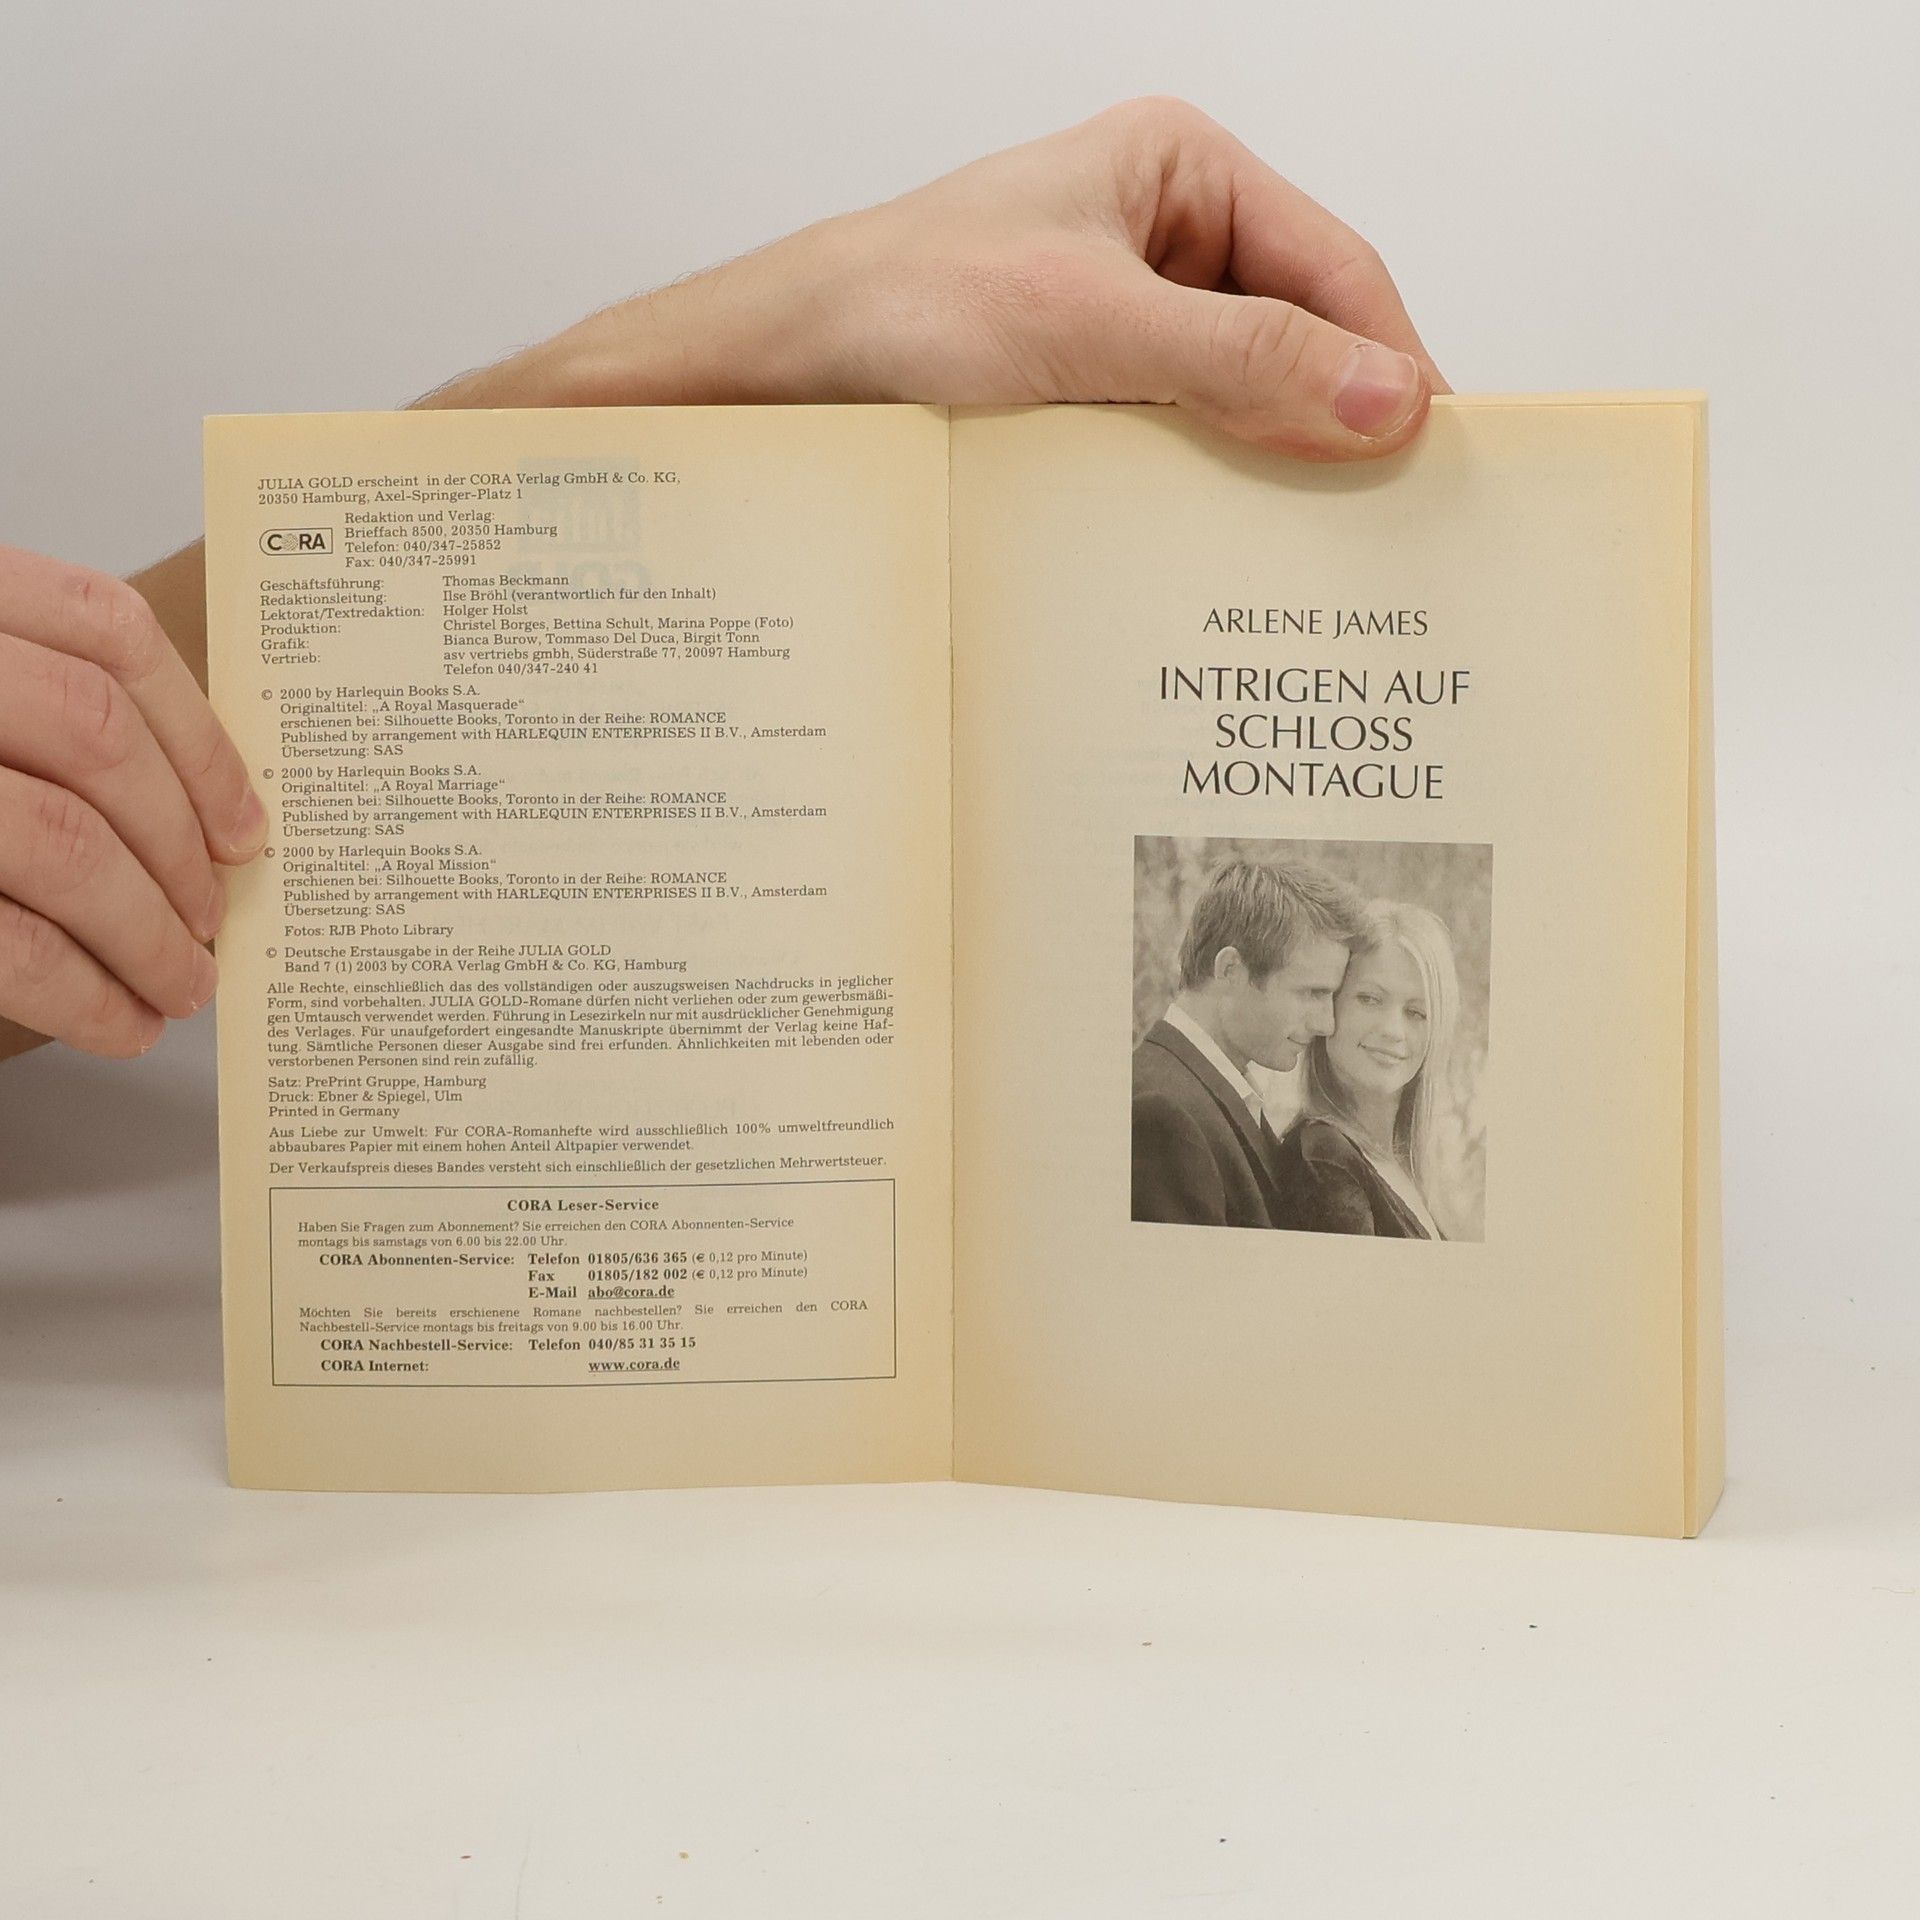 JULIA GOLD erscheint in der CORA Verlag GmbH & Co. KG,
20350 Hamburg, Axel-Springer-Platz 1
CORA
Redaktion und Verlag:
Brieffach 8500, 20350 Hamburg
Telefon: 040/347-25852
Fax: 040/347-25991
Geschäftsführung: Thomas Beckmann
Redaktionsleitung: Ilse Bröhl (verantwortlich für den Inhalt)
Lektorat/Textredaktion: Holger Holst
Produktion: Christel Borges, Bettina Schult, Marina Poppe (Foto)
Grafik: Bianca Burow, Tommaso Del Duca, Birgit Tonn
Vertrieb: asv vertriebs gmbh, Süderstraße 77, 20097 Hamburg
Telefon 040/347-240 41
© 2000 by Harlequin Books S.A.
Originaltitel: „A Royal Masquerade“
erschienen bei: Silhouette Books, Toronto in der Reihe: ROMANCE
Published by arrangement with HARLEQUIN ENTERPRISES II B.V., Amsterdam
Übersetzung: SAS
© 2000 by Harlequin Books S.A.
Originaltitel: „A Royal Marriage“
erschienen bei: Silhouette Books, Toronto in der Reihe: ROMANCE
Published by arrangement with HARLEQUIN ENTERPRISES II B.V., Amsterdam
Übersetzung: SAS
© 2000 by Harlequin Books S.A.
Originaltitel: „A Royal Mission“
erschienen bei: Silhouette Books, Toronto in der Reihe: ROMANCE
Published by arrangement with HARLEQUIN ENTERPRISES II B.V., Amsterdam
Übersetzung: SAS
Fotos: RJB Photo Library
© Deutsche Erstausgabe in der Reihe JULIA GOLD
Band 7 (1) 2003 by CORA Verlag GmbH & Co. KG, Hamburg
Alle Rechte, einschließlich das des vollständigen oder auszugsweisen Nachdrucks in jeglicher
Form, sind vorbehalten. JULIA GOLD-Romane dürfen nicht verliehen oder zum gewerbsmäßi-
gen Umtausch verwendet werden. Führung in Lesezirkeln nur mit ausdrücklicher Genehmigung
des Verlages. Für unaufgefordert eingesandte Manuskripte übernimmt der Verlag keine Haf-
tung. Sämtliche Personen dieser Ausgabe sind frei erfunden. Ähnlichkeiten mit lebenden oder
verstorbenen Personen sind rein zufällig.
Satz: PrePrint Gruppe, Hamburg
Druck: Ebner & Spiegel, Ulm
Printed in Germany
Aus Liebe zur Umwelt: Für CORA-Romanhefte wird ausschließlich 100% umweltfreundlich
abbaubares Papier mit einem hohen Anteil Altpapier verwendet.
Der Verkaufspreis dieses Bandes versteht sich einschließlich der gesetzlichen Mehrwertsteuer.
CORA Leser-Service
Haben Sie Fragen zum Abonnement? Sie erreichen den CORA Abonnenten-Service
montags bis samstags von 6.00 bis 22.00 Uhr.
CORA Abonnenten-Service: Telefon 01805/636 365 (€ 0,12 pro Minute)
Fax 01805/182 002 (€ 0,12 pro Minute)
E-Mail abo@cora.de
Möchten Sie bereits erschienene Romane nachbestellen? Sie erreichen den CORA
Nachbestell-Service montags bis freitags von 9.00 bis 16.00 Uhr.
CORA Nachbestell-Service: Telefon 040/85 31 35 15
CORA Internet: www.cora.de
ARLENE JAMES
INTRIGEN AUF
SCHLOSS
MONTAGUE